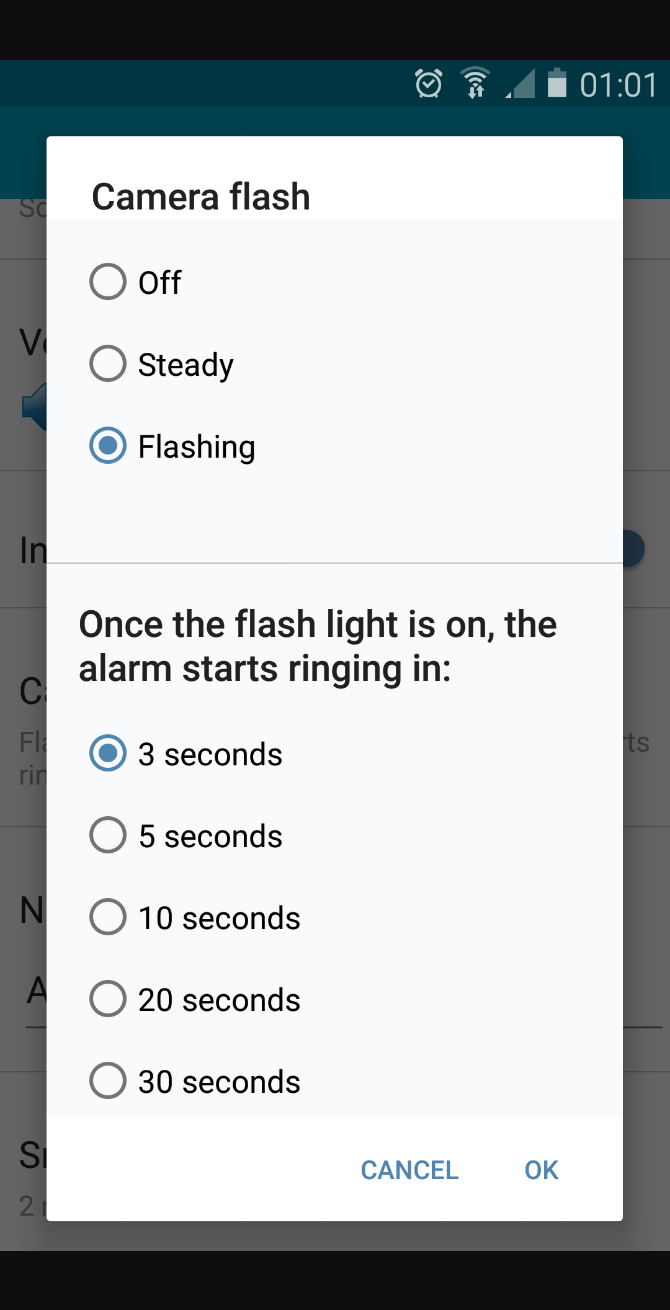 01:01
Camera flash
Off
Steady
Flashing
Once the flash light is on, the
alarm starts ringing in:
3 seconds
5 seconds
10 seconds
20 seconds
30 seconds
CANCEL OK